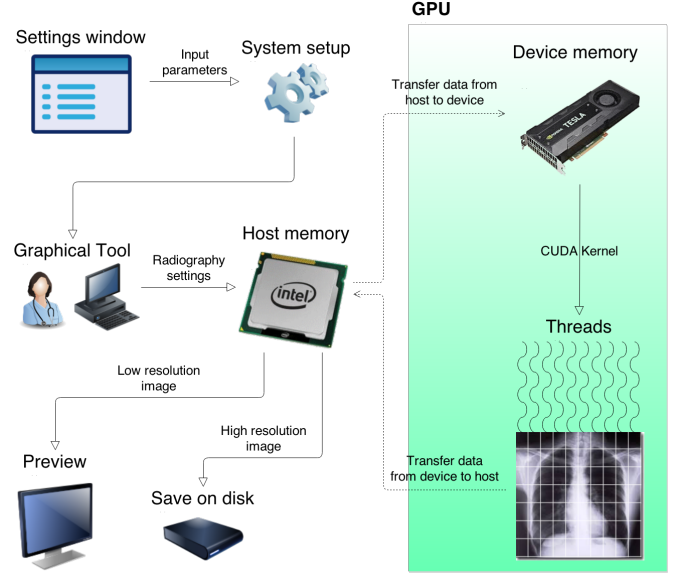 GPU
Settings window
System setup
Device memory
Input
parameters
Transfer data from
host to device
TESLA
CUDA Kernel
Graphical Tool
Host memory
Radiography
settings
intel
Threads
Low resolution
image
High resolution
image
Preview
Save on disk
Transfer data
from device to host